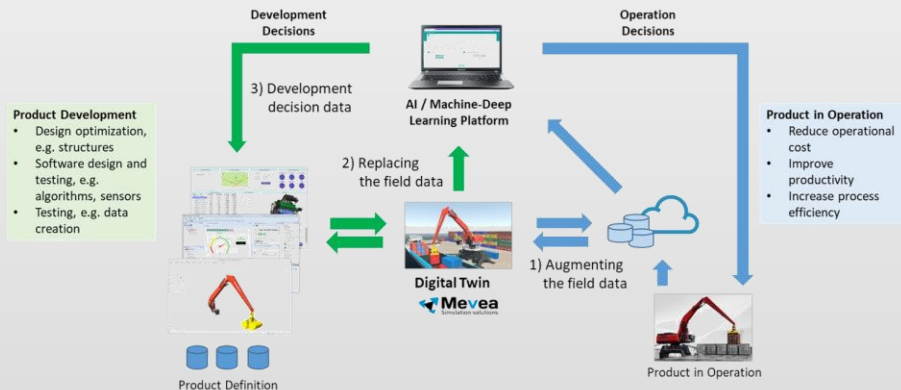 Development
Decisions
Operation
Decisions
3) Development
decision data
AI / Machine-Deep
Learning Platform
Product Development
• Design optimization,
e.g. structures
• Software design and
testing, e.g.
algorithms, sensors
• Testing, e.g. data
creation
2) Replacing
the field data
Product in Operation
• Reduce operational
cost
• Improve
productivity
• Increase process
efficiency
1) Augmenting
the field data
Digital Twin
Mevea
Simulation solutions
Product Definition
Product in Operation